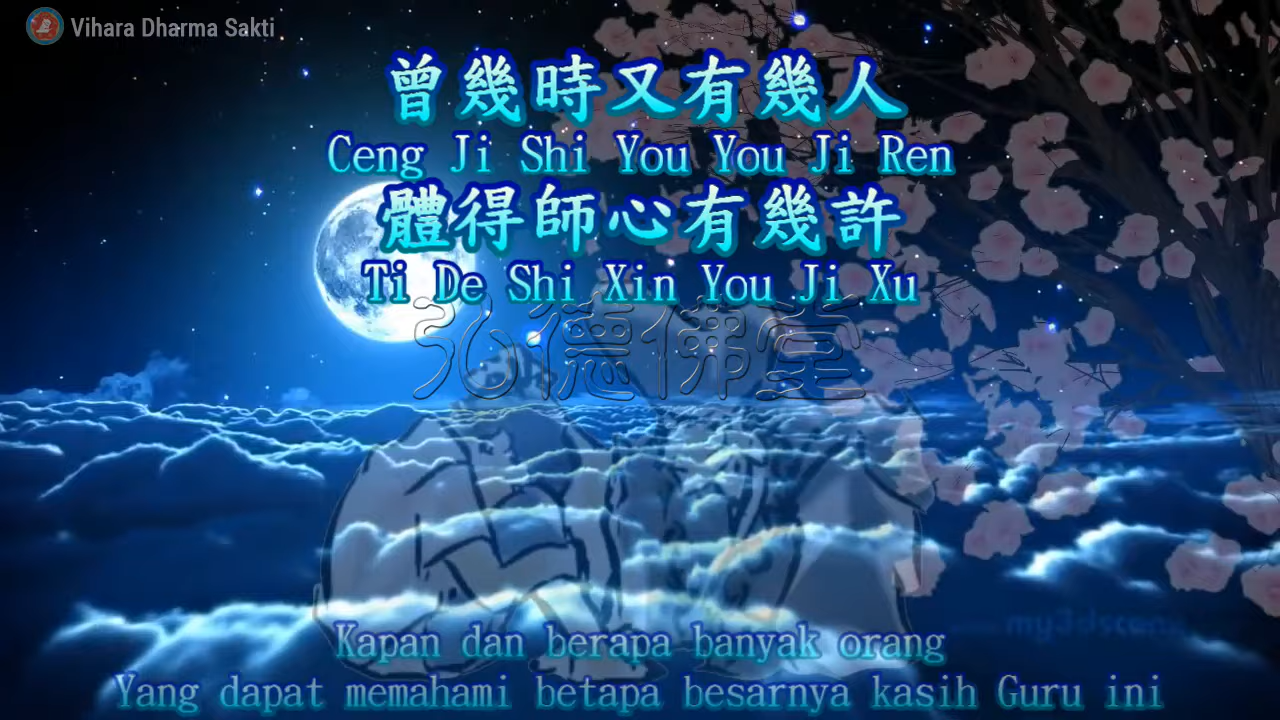 Vihara Dharma Sakti
曾幾時又有幾人
Ceng Ji Shi You You Ji Ren
體得師心有幾許
Ti De Shi Xin You Ji Xu
弘德佛堂
Kapan dan berapa banyak orang
Yang dapat memahami betapa besarnya kasih Guru ini